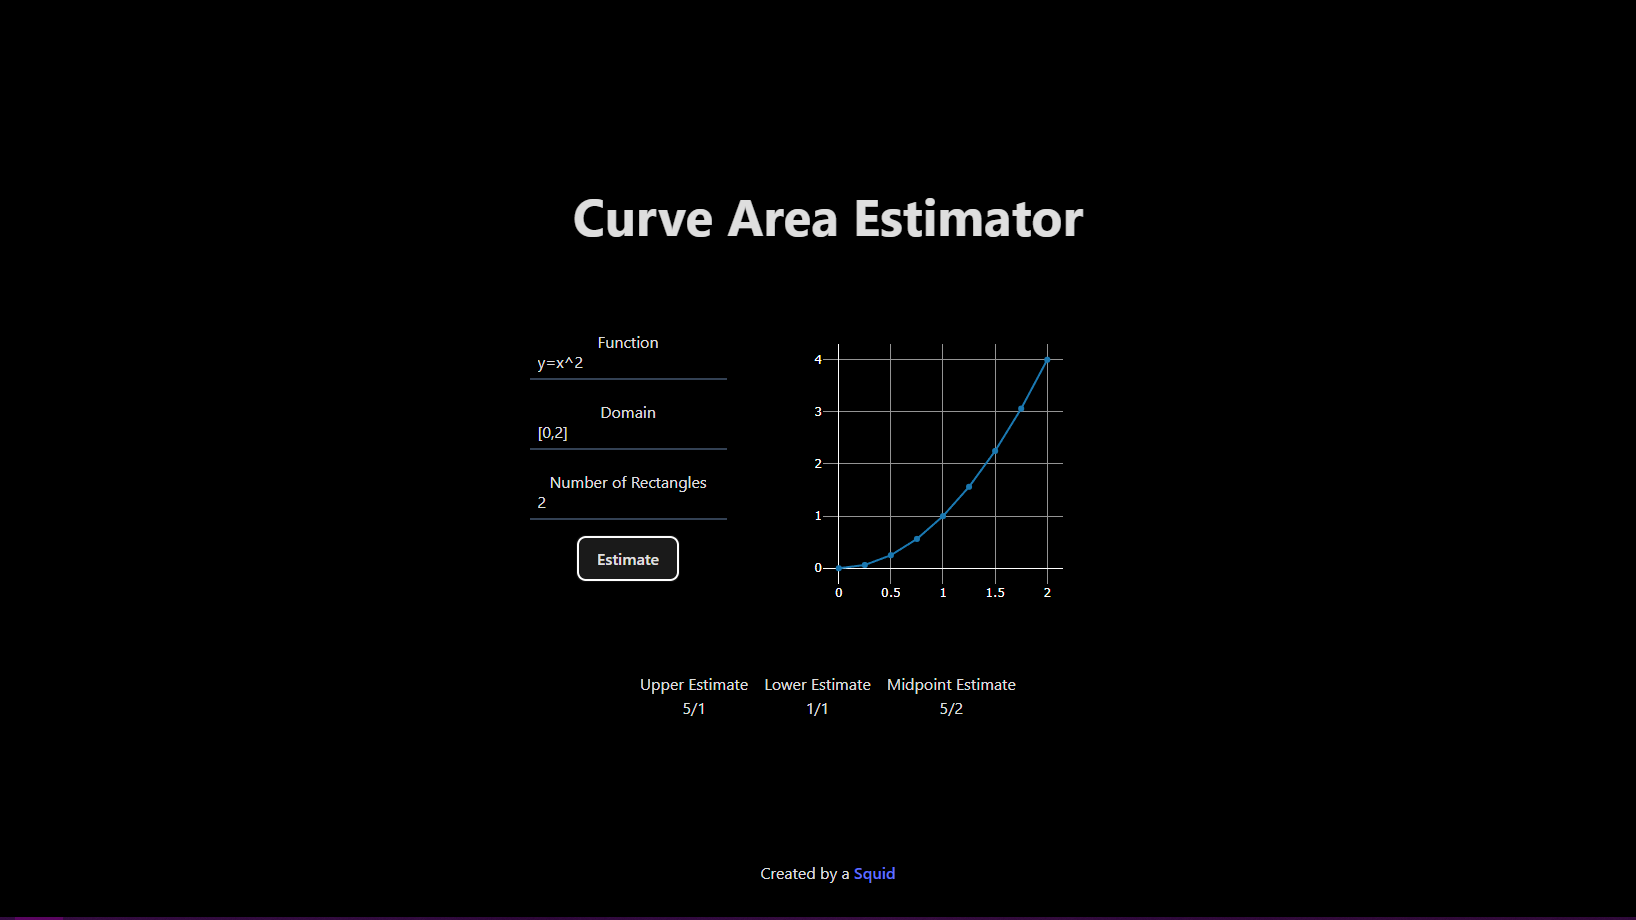 Curve Area Estimator
Function
y=x^2
Domain
[0,2]
Number of Rectangles
2
Estimate
4
3
2
1
0
0 0.5 1 1.5 2
Upper Estimate Lower Estimate Midpoint Estimate
5/1 1/1 5/2
Created by a Squid